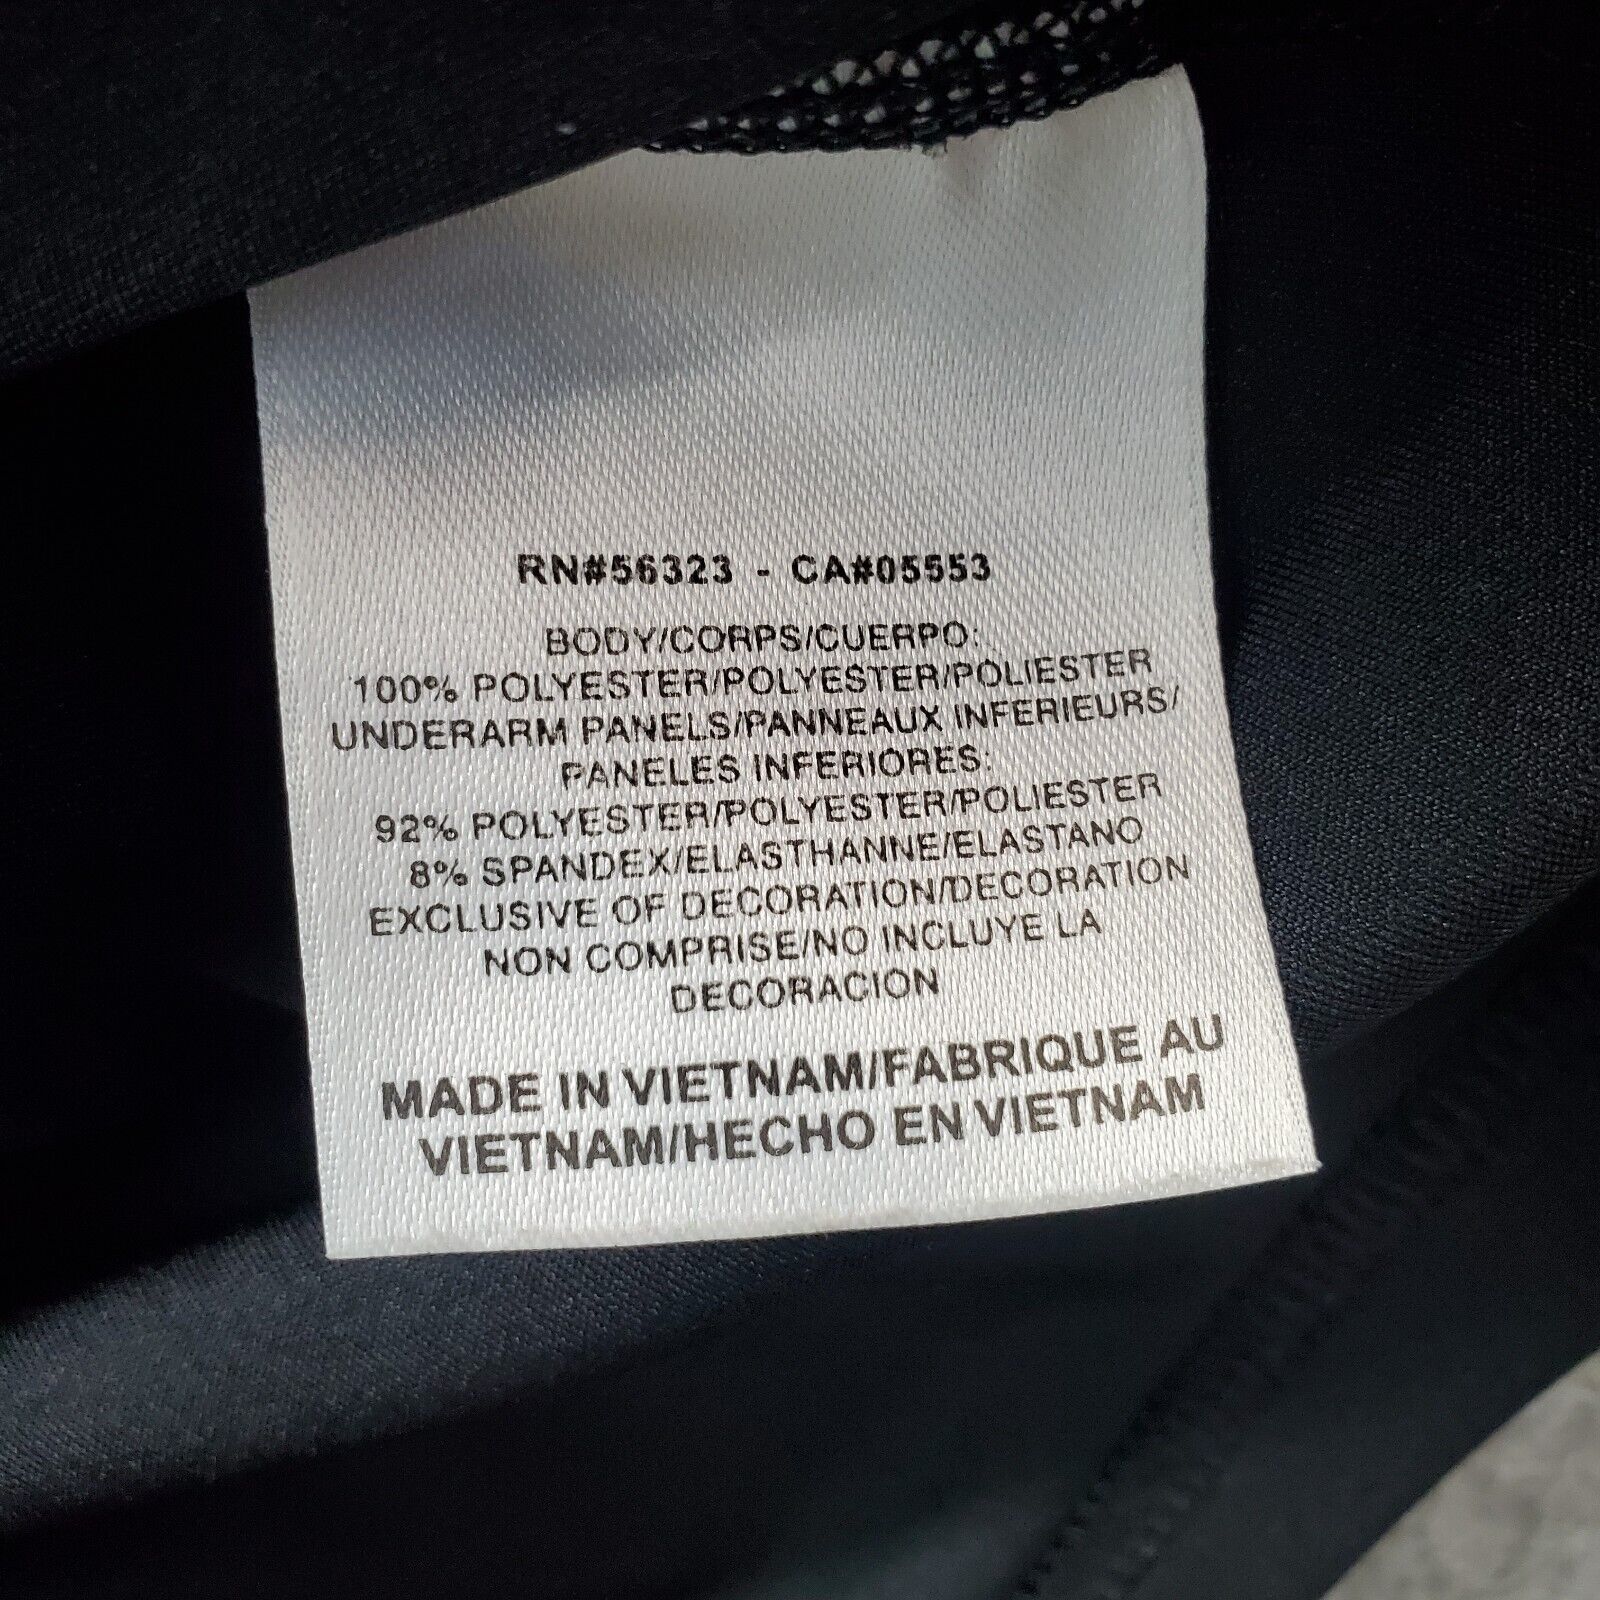 RN#56323 - CA#05553
BODY/CORPS/CUERPO:
100% POLYESTER/POLYESTER/POLIESTER
UNDERARM PANELS/PANNEAUX INFERIEURS/
PANELES INFERIORES:
92% POLYESTER/POLYESTER/POLIESTER
8% SPANDEX/ELASTHANNE/ELASTANO
EXCLUSIVE OF DECORATION/DECORATION
NON COMPRISE/NO INCLUYE LA
DECORACION
MADE IN VIETNAM/FABRIQUE AU
VIETNAM/HECHO EN VIETNAM